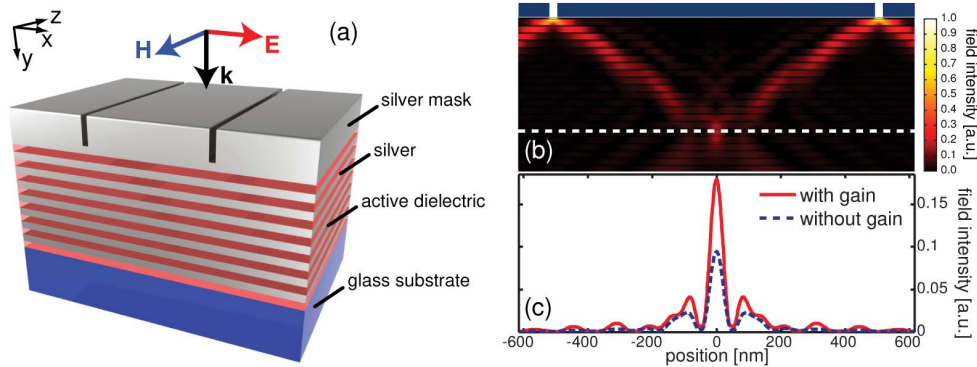 z
x
y
H
E
k
(a)
silver mask
silver
active dielectric
glass substrate
(b)
1.0
0.9
0.8
0.7
0.6
0.5
0.4
0.3
0.2
0.1
0
field intensity [a.u.]
with gain
without gain
(c)
0.15
0.1
0.05
0
field intensity [a.u.]
-600 -400 -200 0 200 400 600
position [nm]